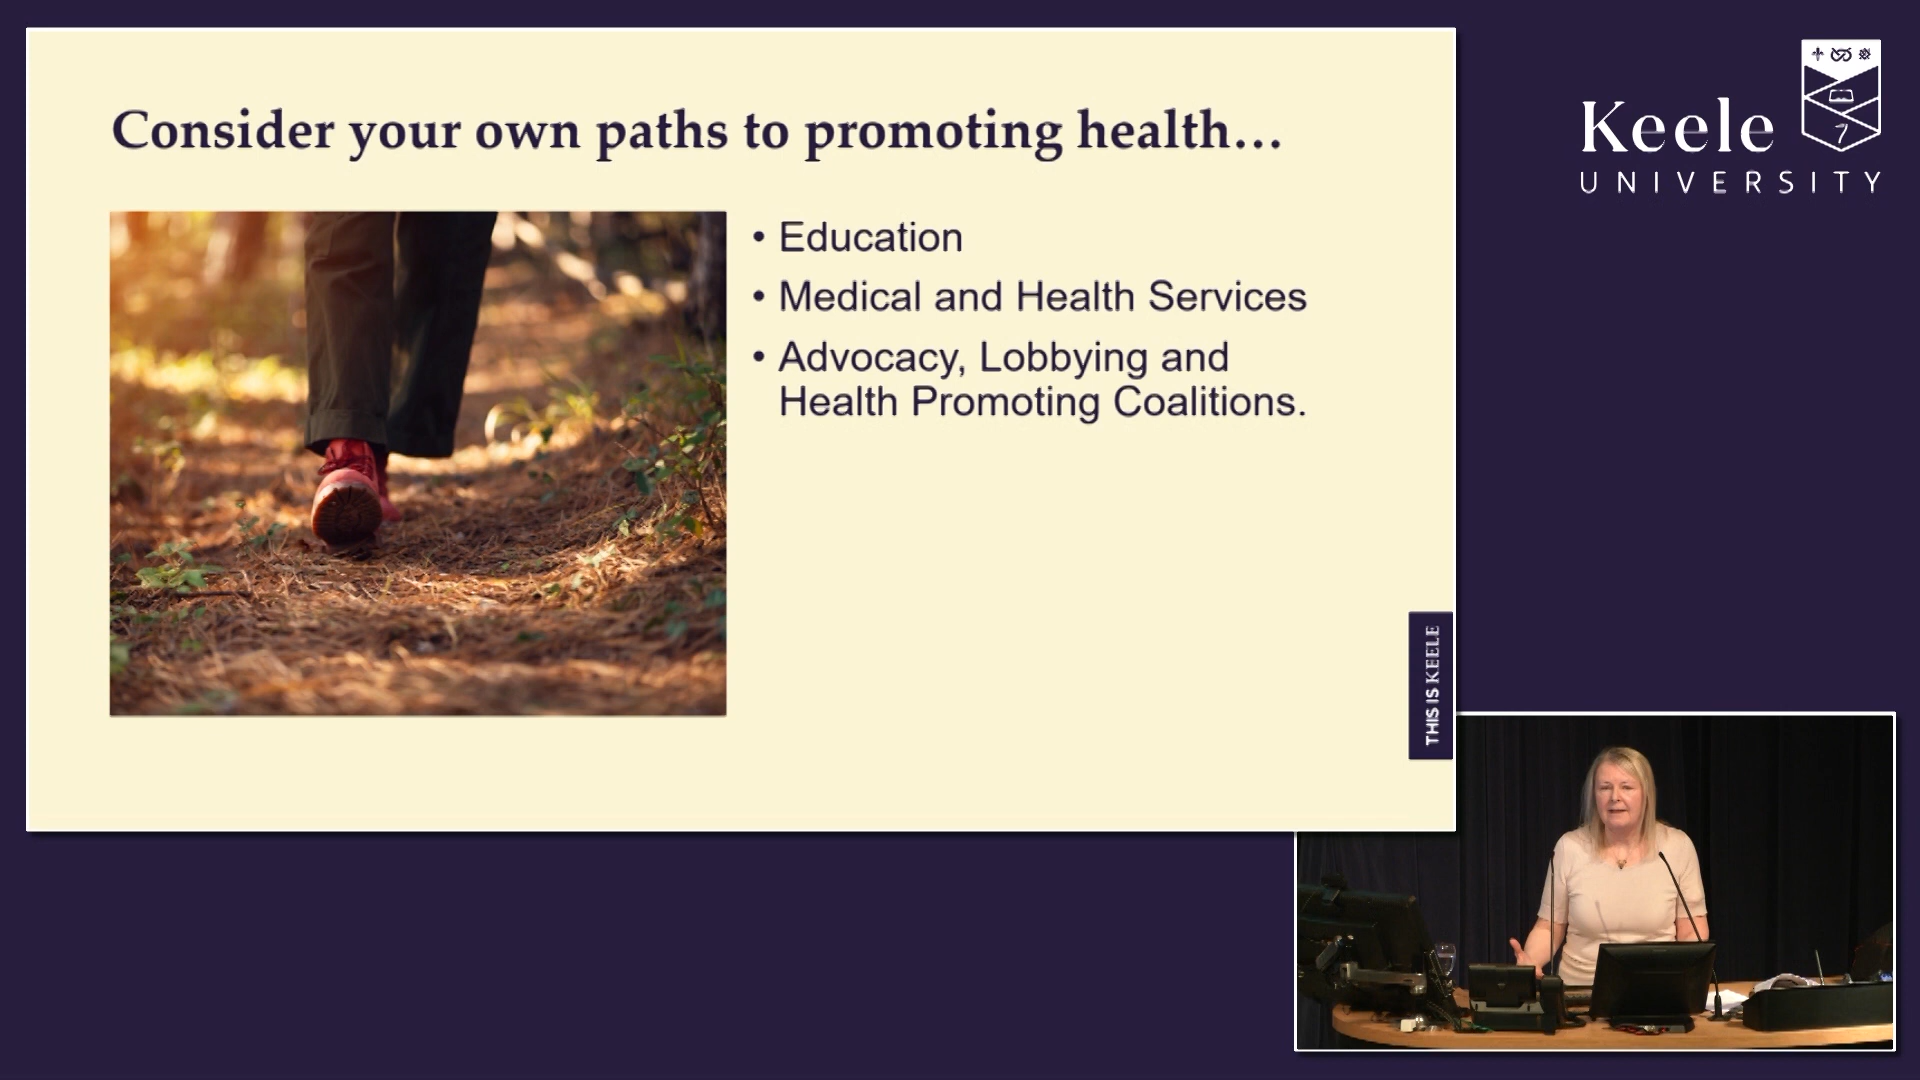 Consider your own paths to promoting health…
• Education
• Medical and Health Services
• Advocacy, Lobbying and
Health Promoting Coalitions.
THIS IS KEELE
Keele
UNIVERSITY